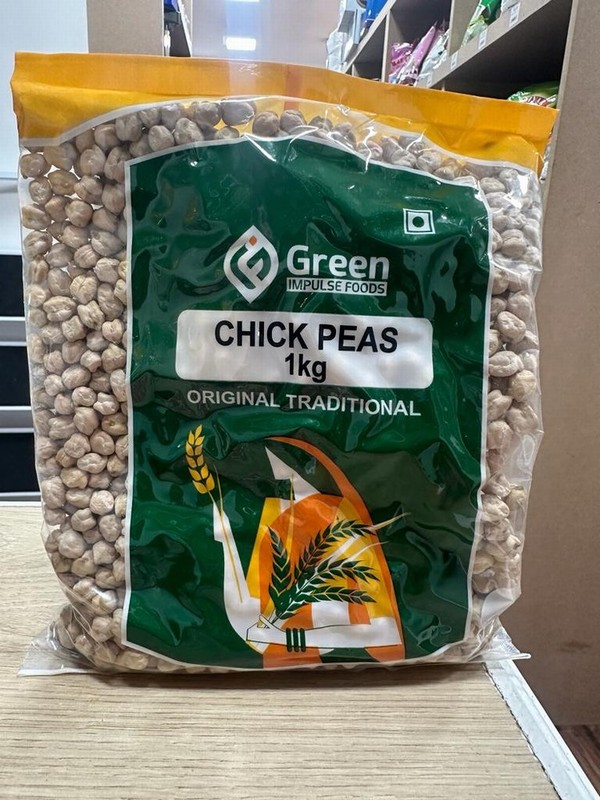 Green
IMPULSE FOODS
CHICK PEAS
1kg
ORIGINAL TRADITIONAL